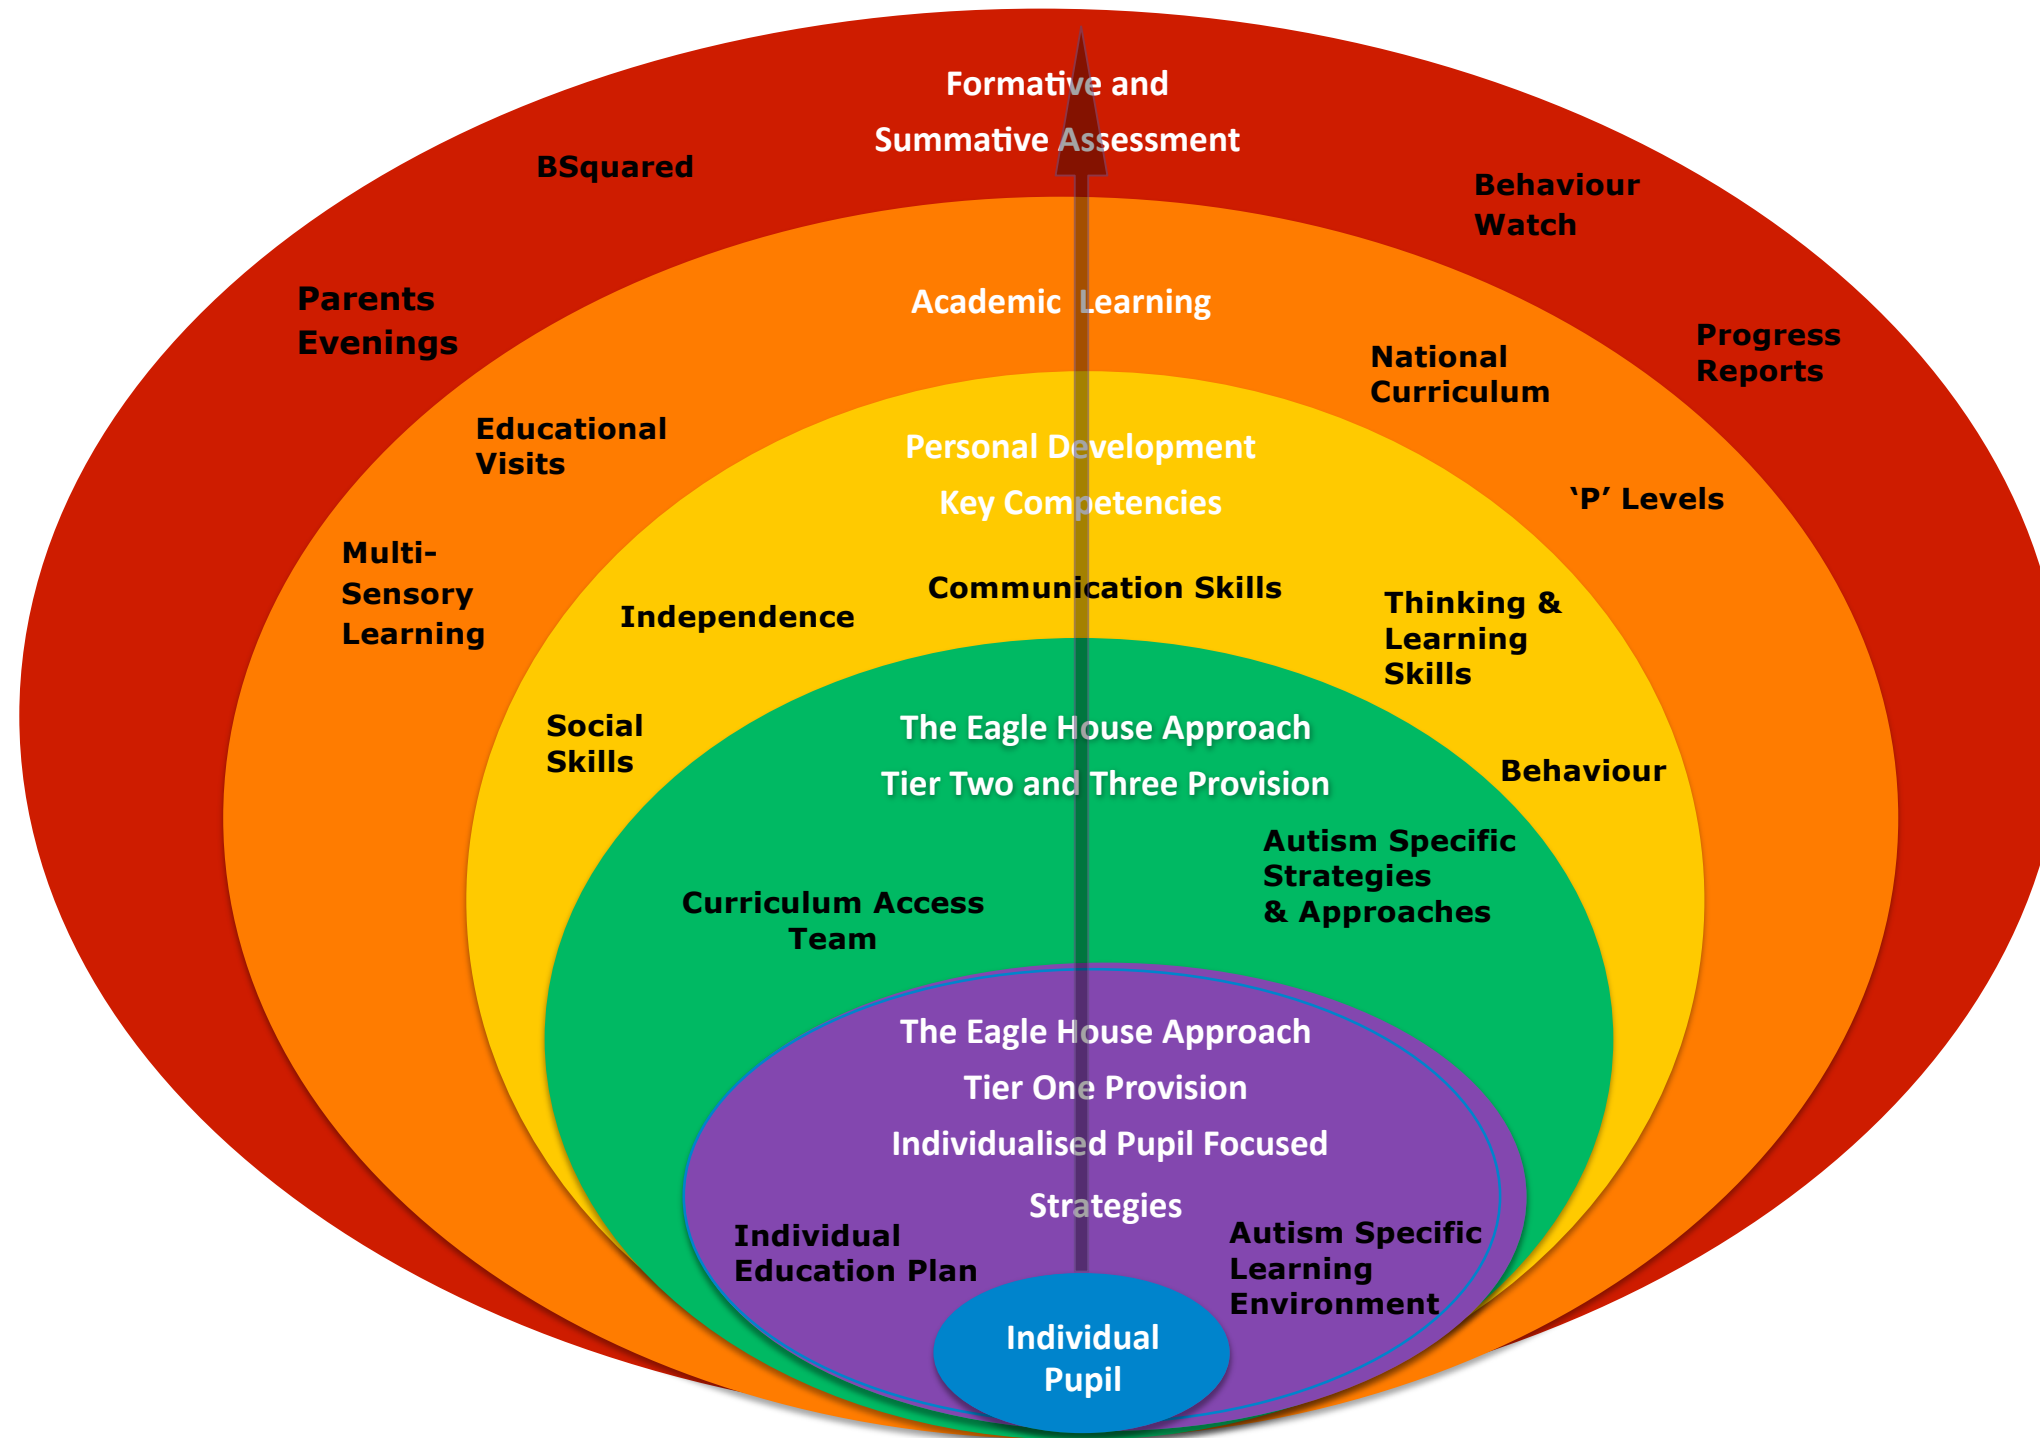 Formative and
Summative Assessment
BSquared
Behaviour
Watch
Parents
Evenings
Progress
Reports
Academic Learning
National
Curriculum
Educational
Visits
‘P’ Levels
Multi-
Sensory
Learning
Personal Development
Key Competencies
Communication Skills
Independence
Thinking &
Learning
Skills
Social
Skills
Behaviour
The Eagle House Approach
Tier Two and Three Provision
Autism Specific
Strategies
& Approaches
Curriculum Access
Team
The Eagle House Approach
Tier One Provision
Individualised Pupil Focused
Strategies
Individual
Education Plan
Autism Specific
Learning
Environment
Individual
Pupil